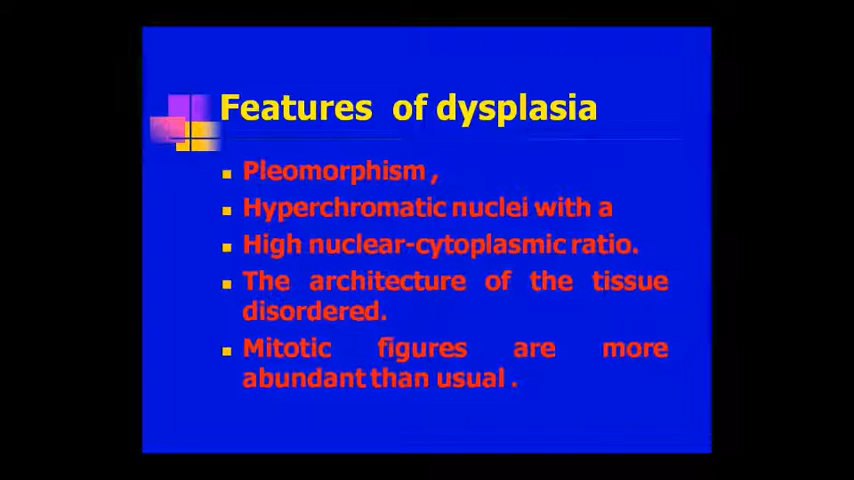 Features of dysplasia
Pleomorphism ,
Hyperchromatic nuclei with a
High nuclear-cytoplasmic ratio.
The architecture of the tissue
disordered.
Mitotic figures are more
abundant than usual .